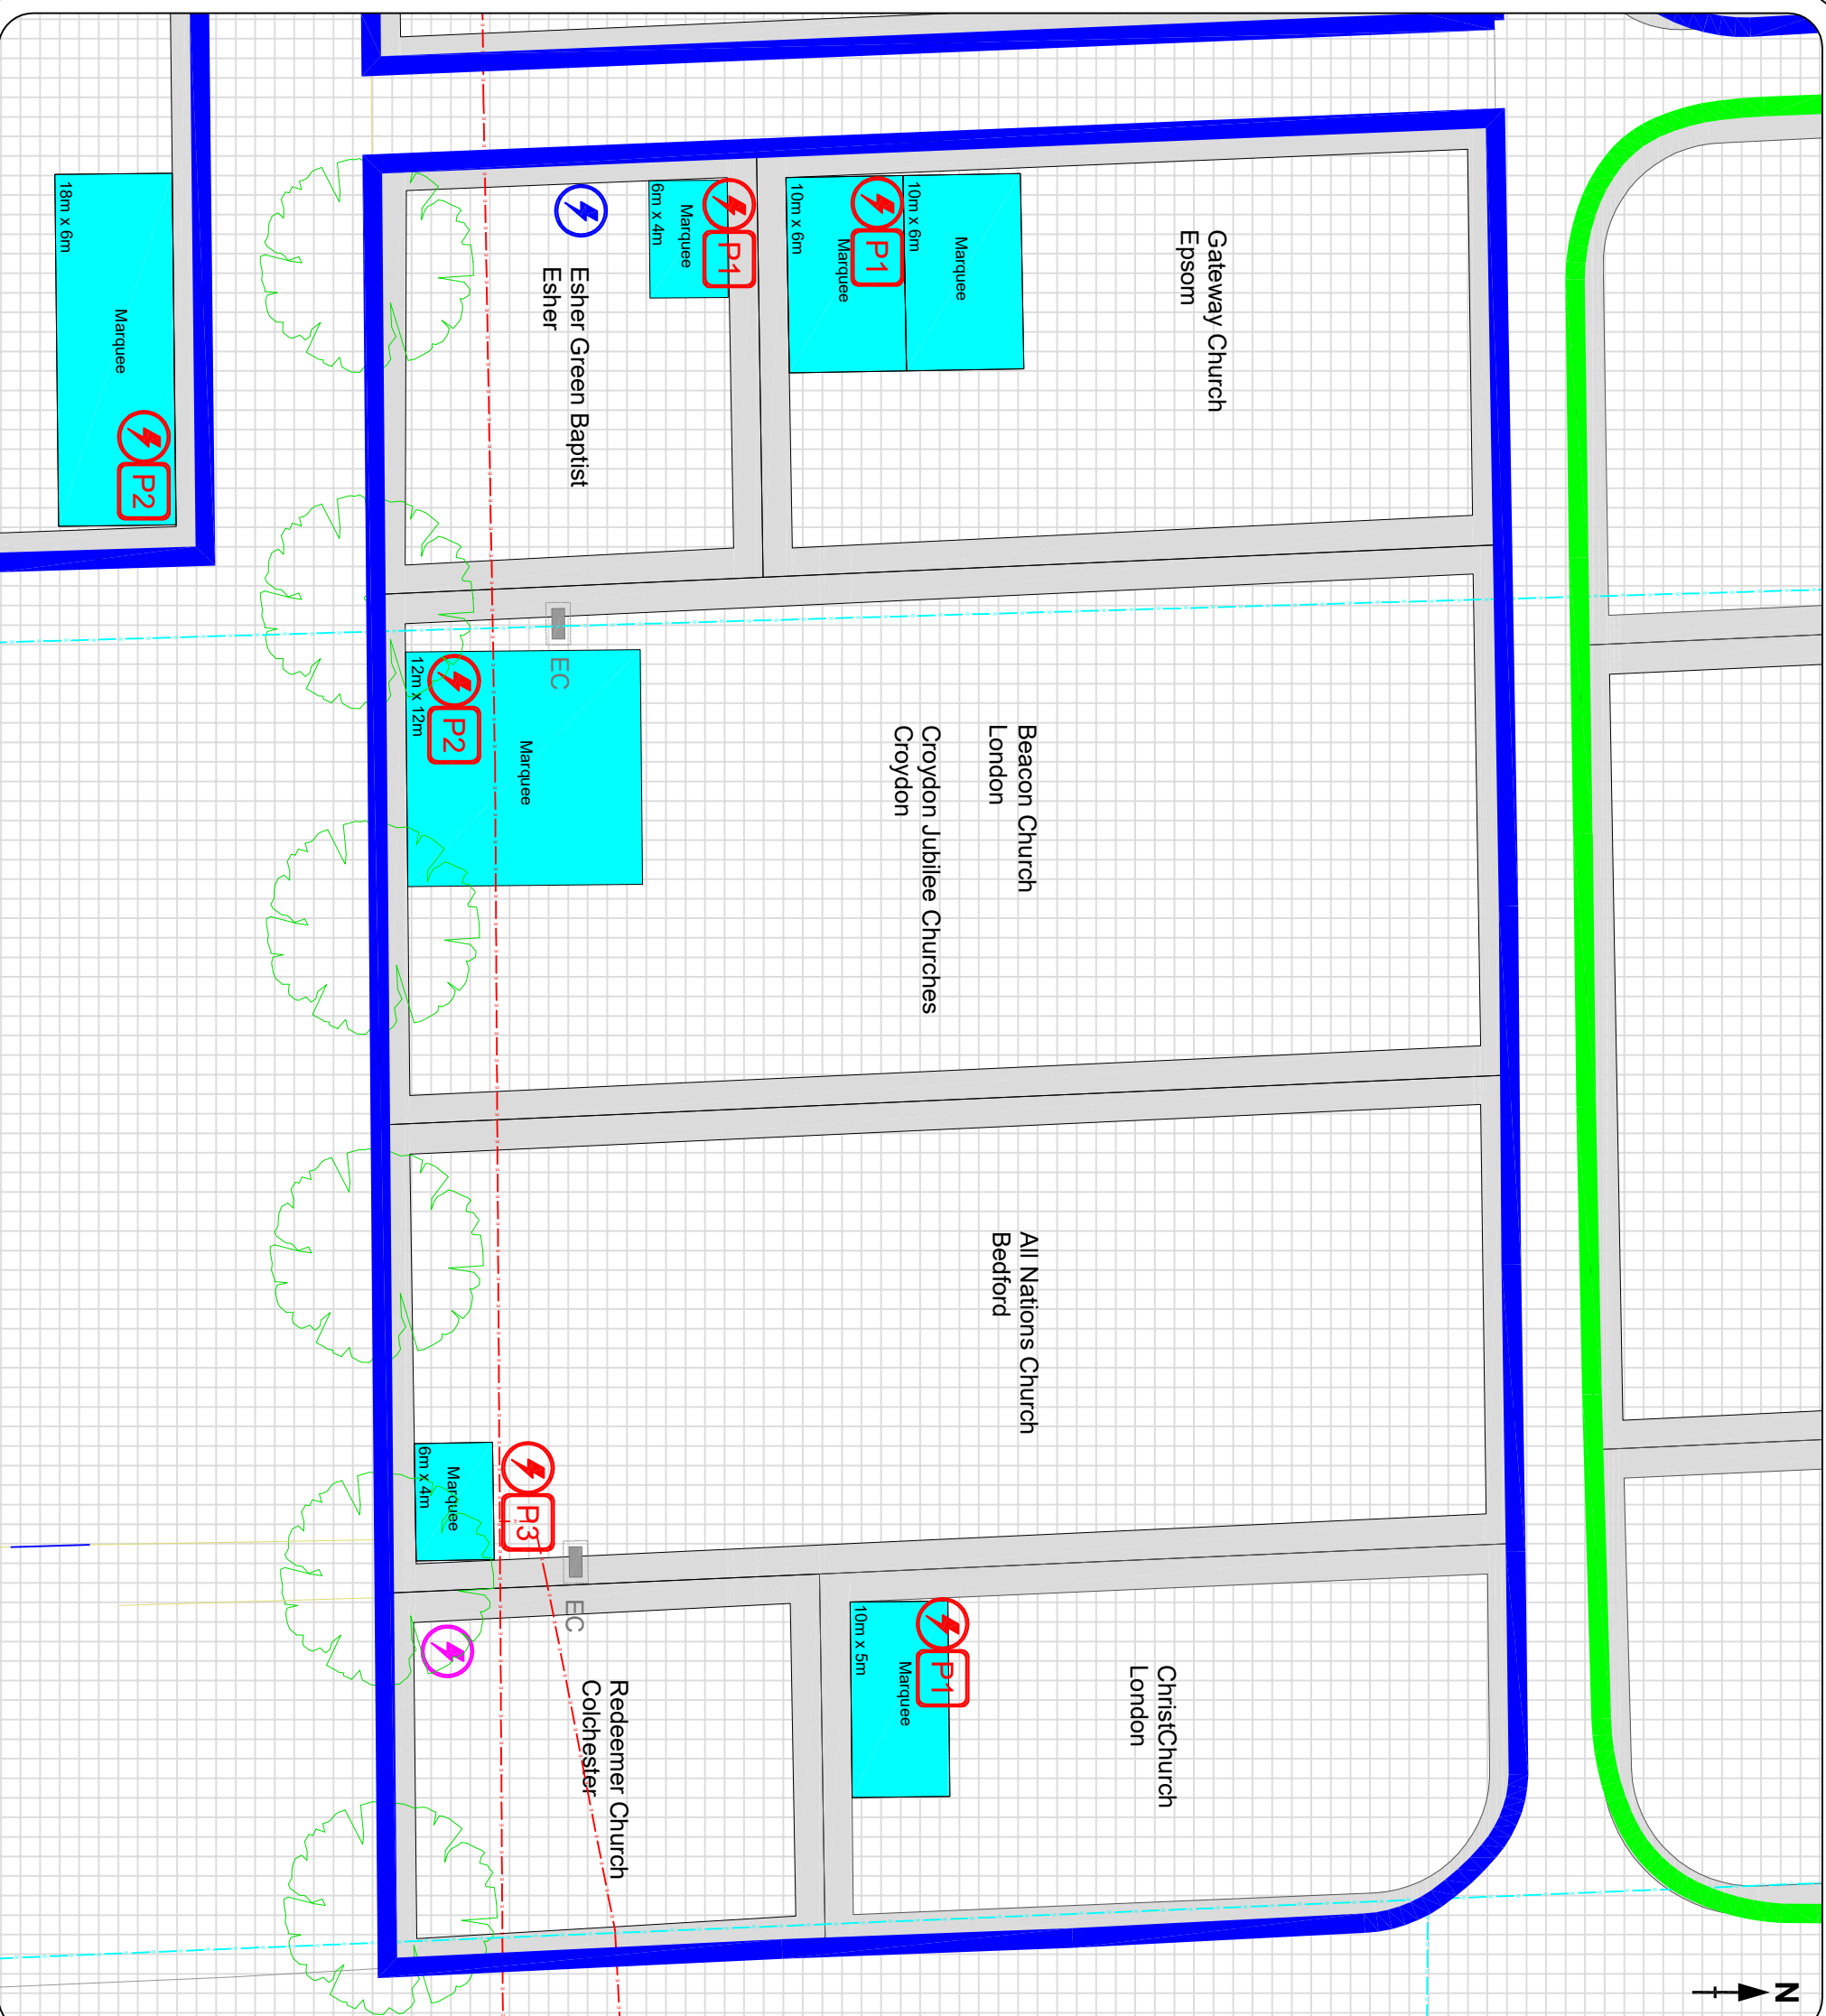 18m x 6m
Marquee
P2
Esher Green Baptist
Esher
6m x 4m
Marquee
P1
10m x 6m
Marquee
P1
10m x 6m
Marquee
Gateway Church
Epsom
EC
12m x 12m
P2
Marquee
Beacon Church
London
Croydon Jubilee Churches
Croydon
All Nations Church
Bedford
6m x 4m
Marquee
P3
EC
Redeemer Church
Colchester
10m x 5m
Marquee
P1
ChristChurch
London
N